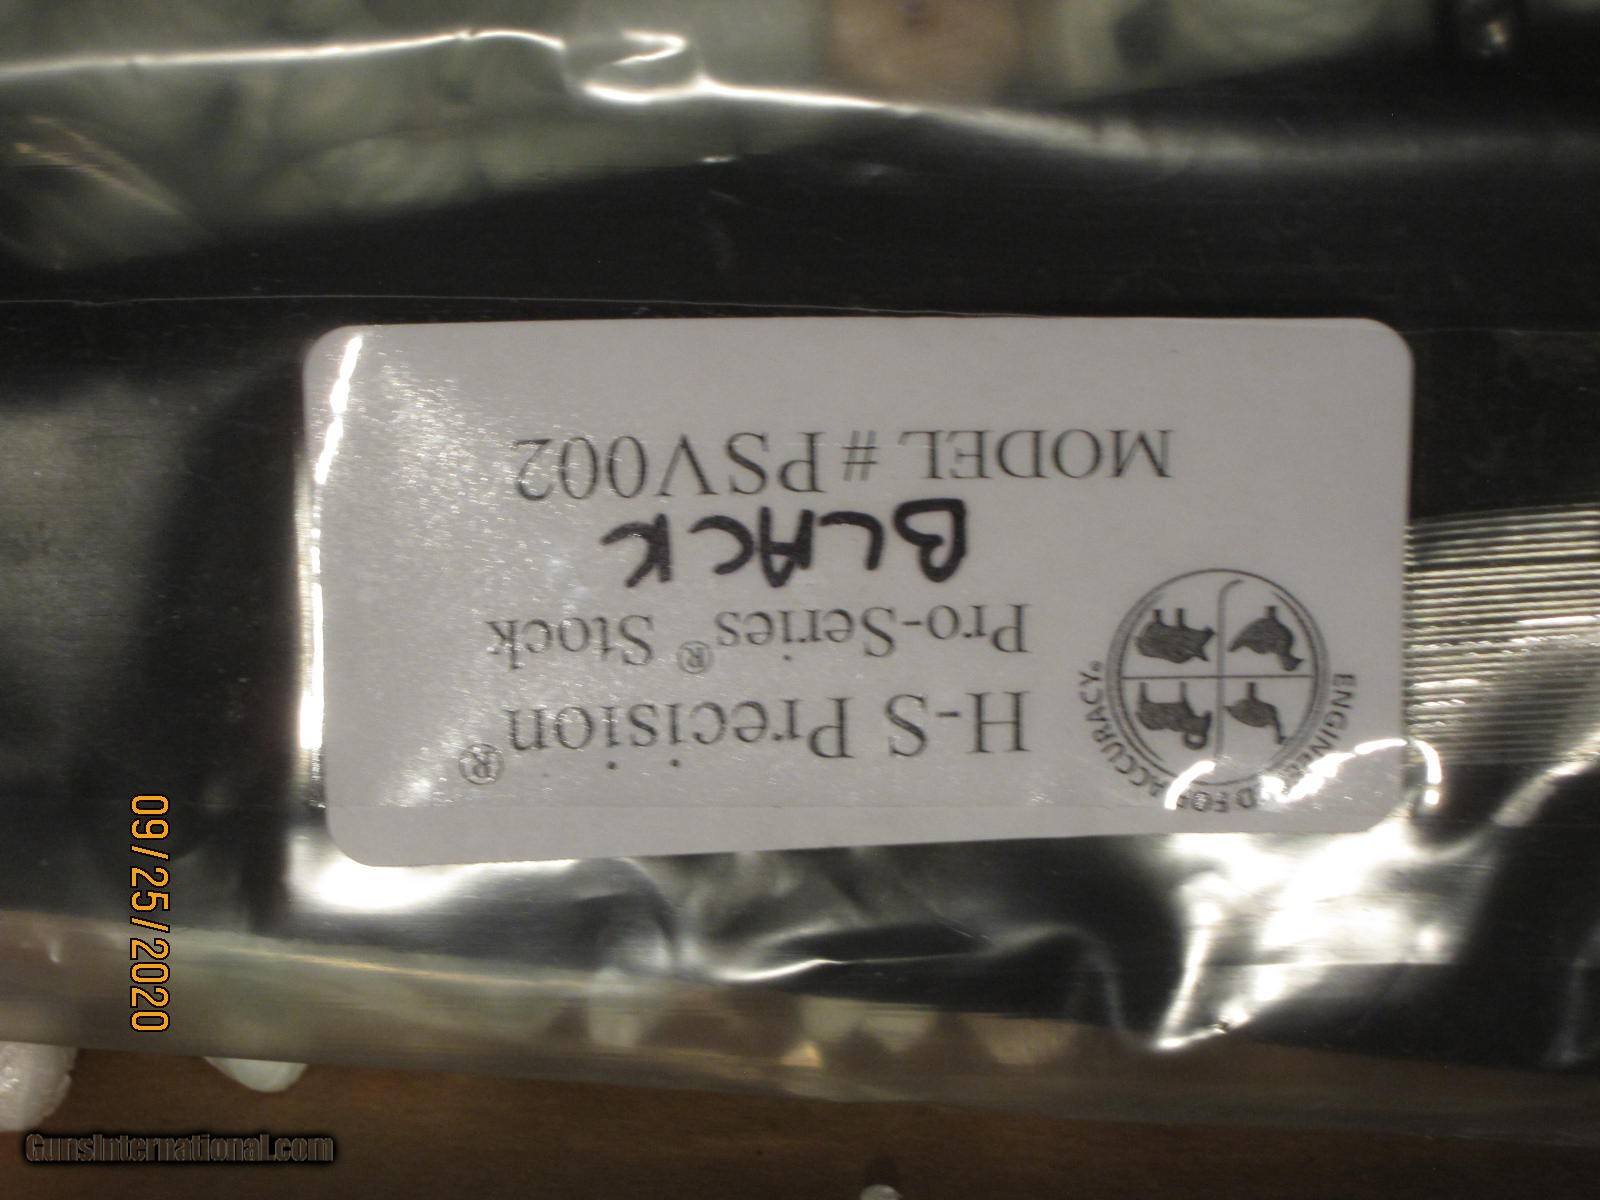 ENGINEERED FOR ACCURACY®
H-S Precision®
Pro-Series® Stock
BLACK
MODEL # PSV002
09/25/2020
GunsInternational.com